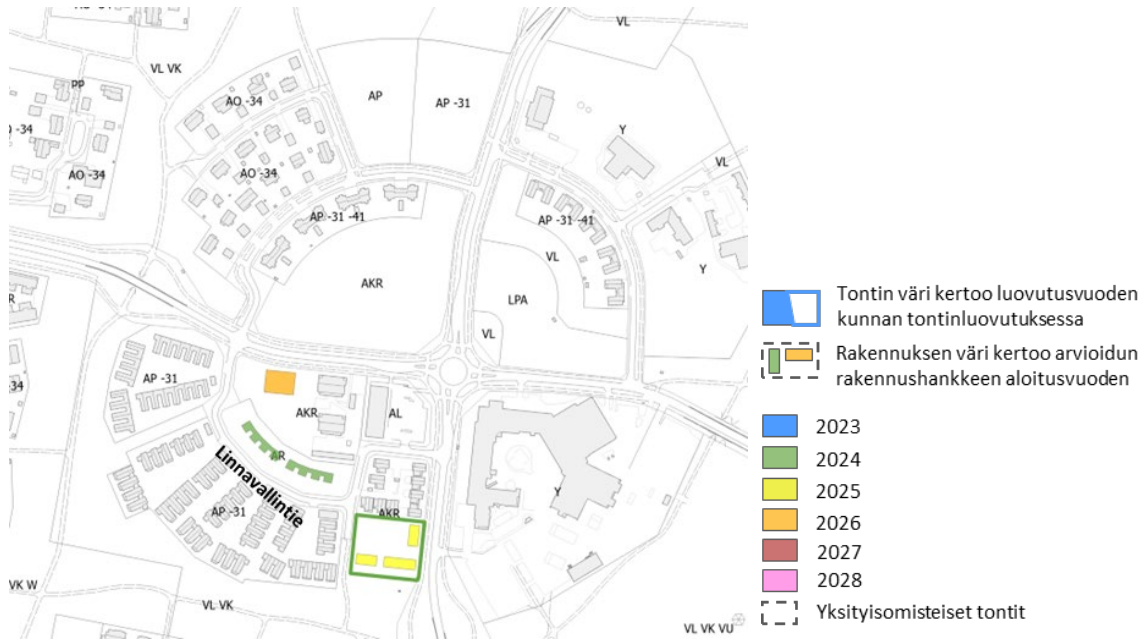 VL
VL VK
PP
AO -34
AP
AP -31
Y
VL
AO -34
AO -34
AO -34
AP -31 -41
AP -31 -41
VL
Y
AKR
LPA
VL
Tontin väri kertoo luovutusvuoden
kunnan tontinluovutuksessa
Rakennuksen väri kertoo arvioidun
rakennushankkeen aloitusvuoden
AP -31
AKR
AL
AR
Linnavallintie
Y
AP -31
AKR
2023
2024
2025
2026
2027
2028
Yksityisomisteiset tontit
VK W
VL VK
VL VK VU